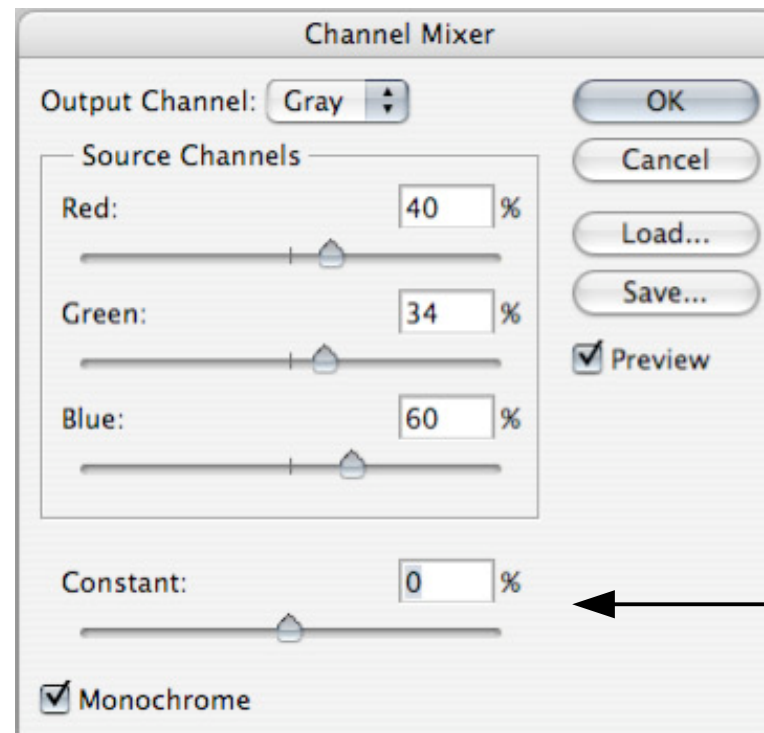 Channel Mixer
Output Channel: Gray
OK
Source Channels
Cancel
Red: 40 %
Load...
Save...
Green: 34 %
Preview
Blue: 60 %
Constant: 0 %
Monochrome